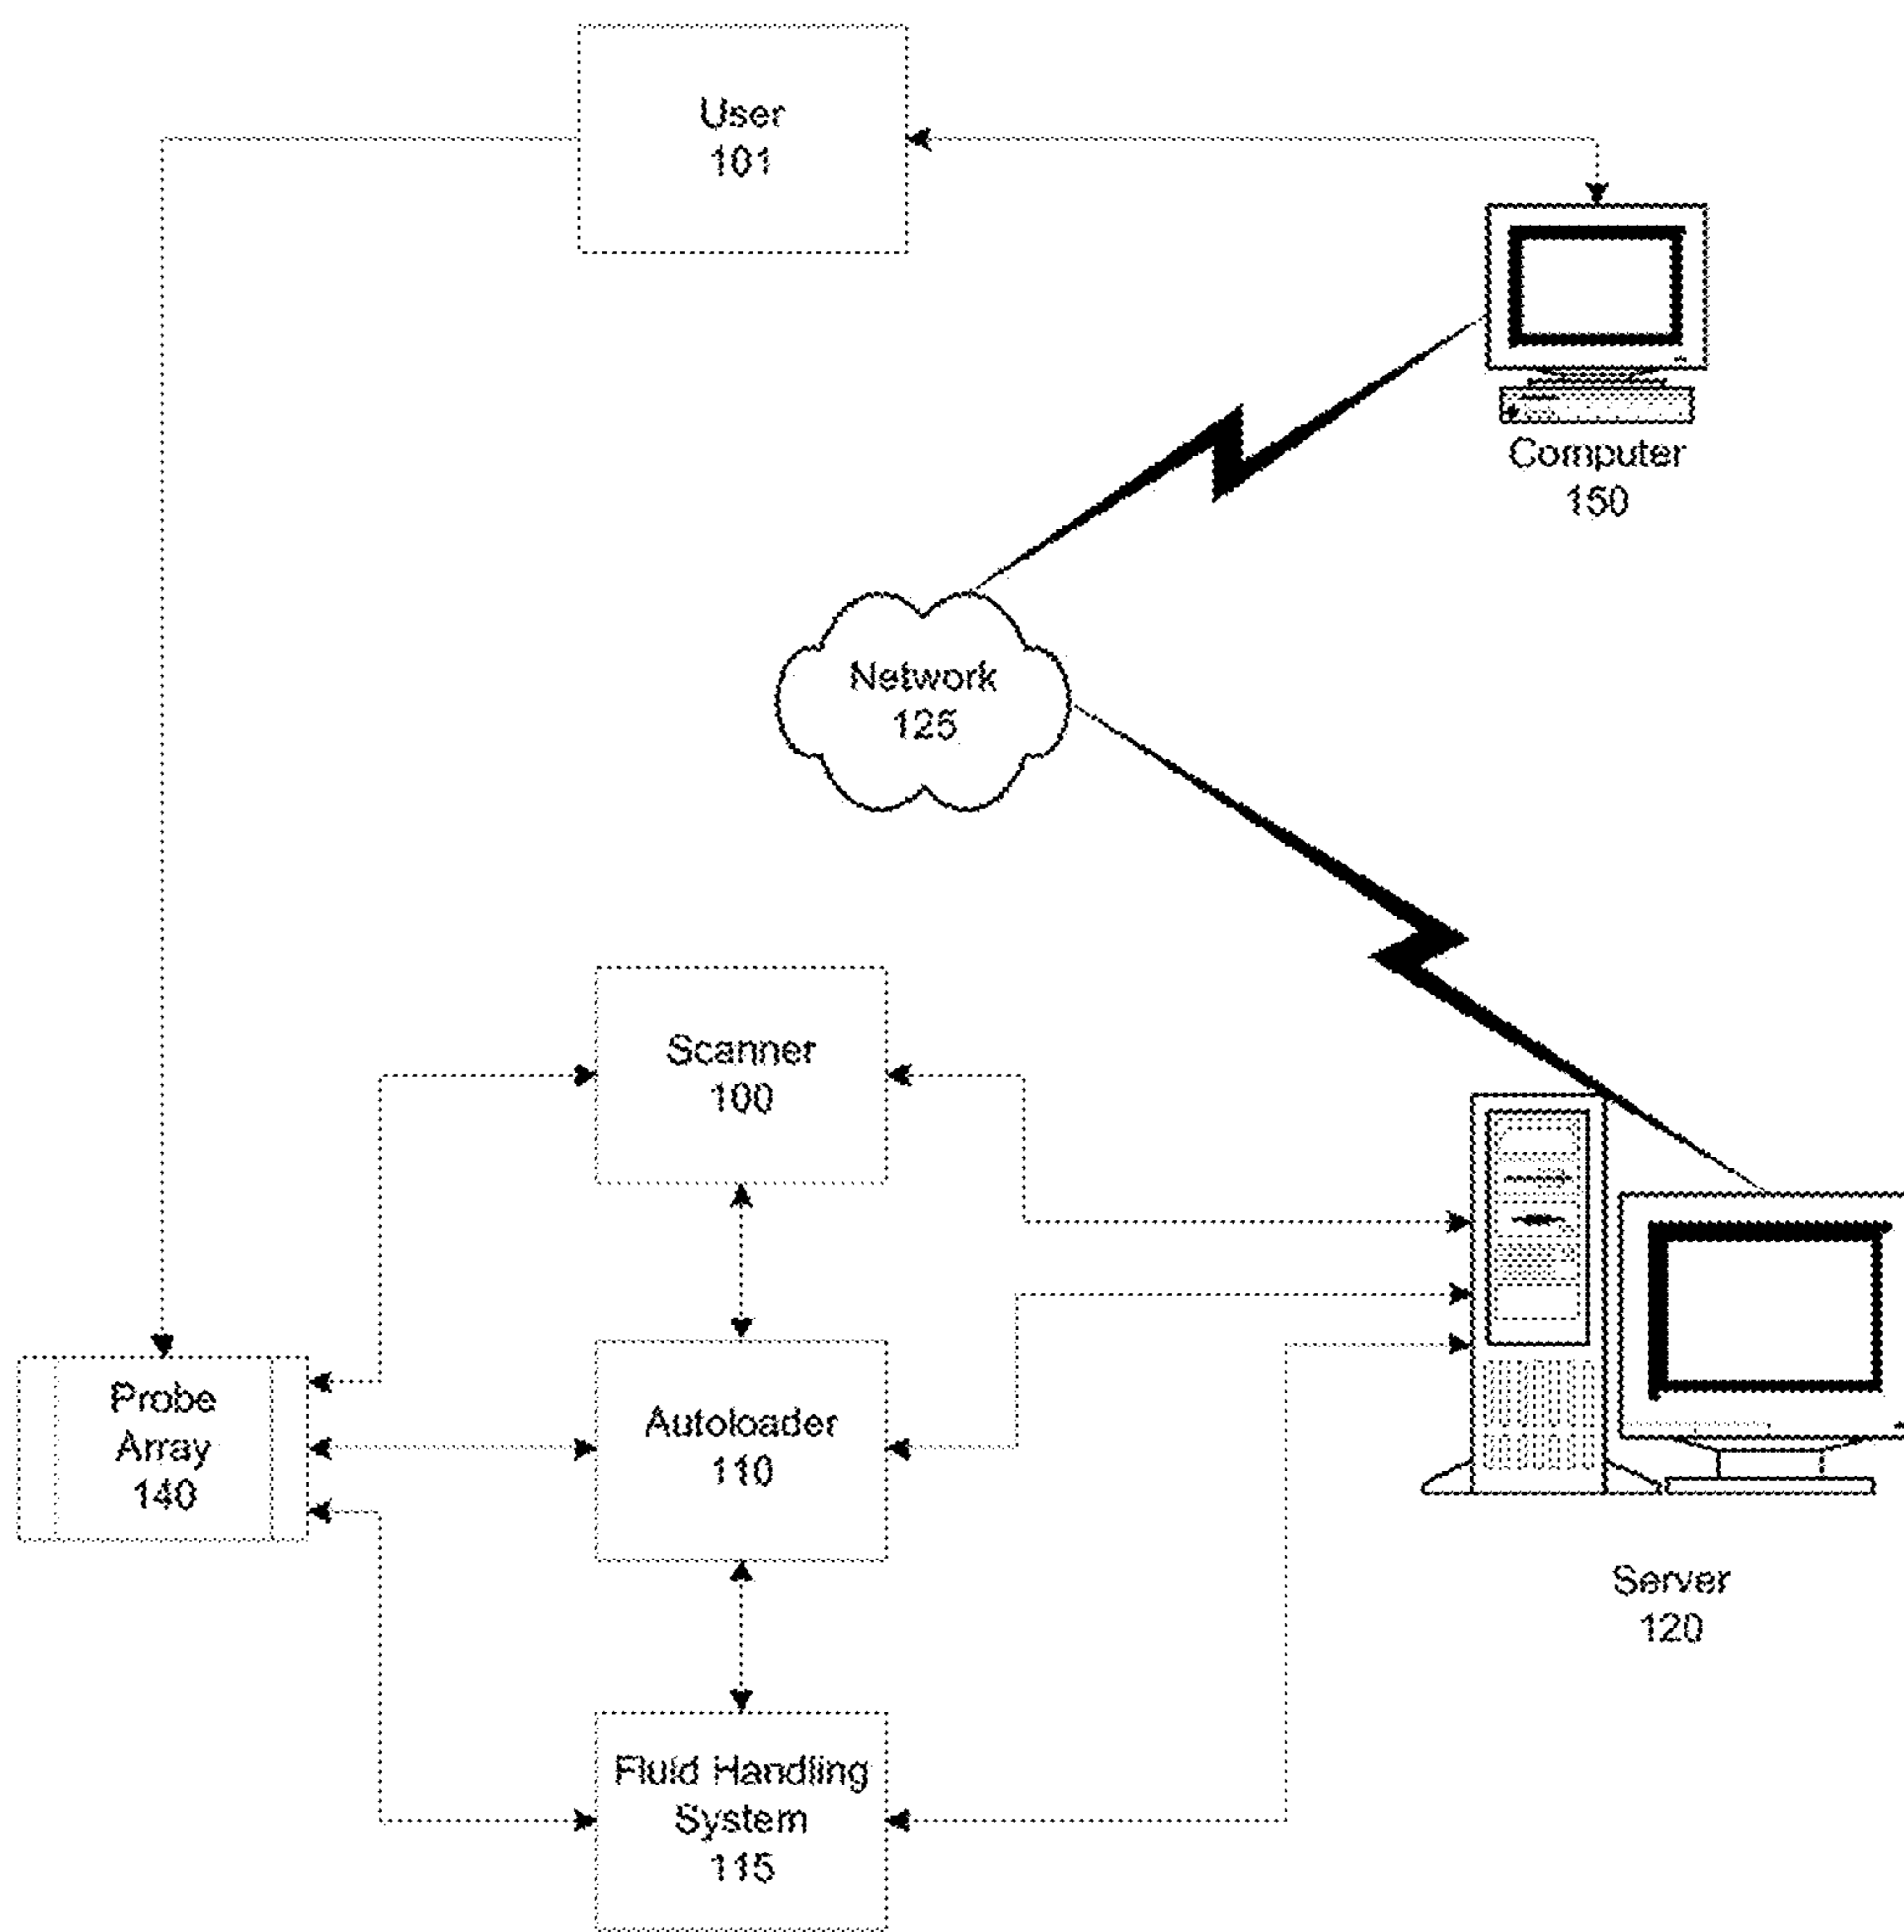 User
101
Computer
150
Network
125
Scanner
100
Probe
Array
140
Autoloader
110
Server
120
Fluid Handling
System
115